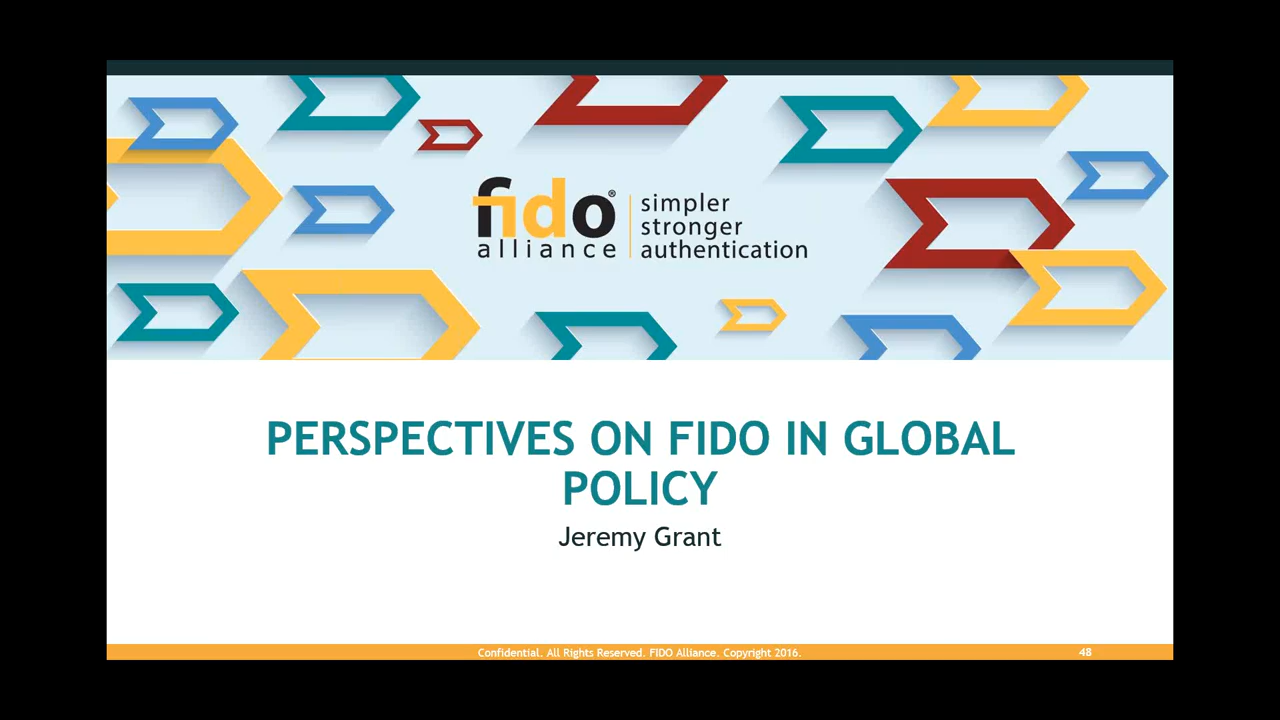 fido®
alliance
simpler
stronger
authentication
PERSPECTIVES ON FIDO IN GLOBAL
POLICY
Jeremy Grant
Confidential. All Rights Reserved. FIDO Alliance. Copyright 2016.
48